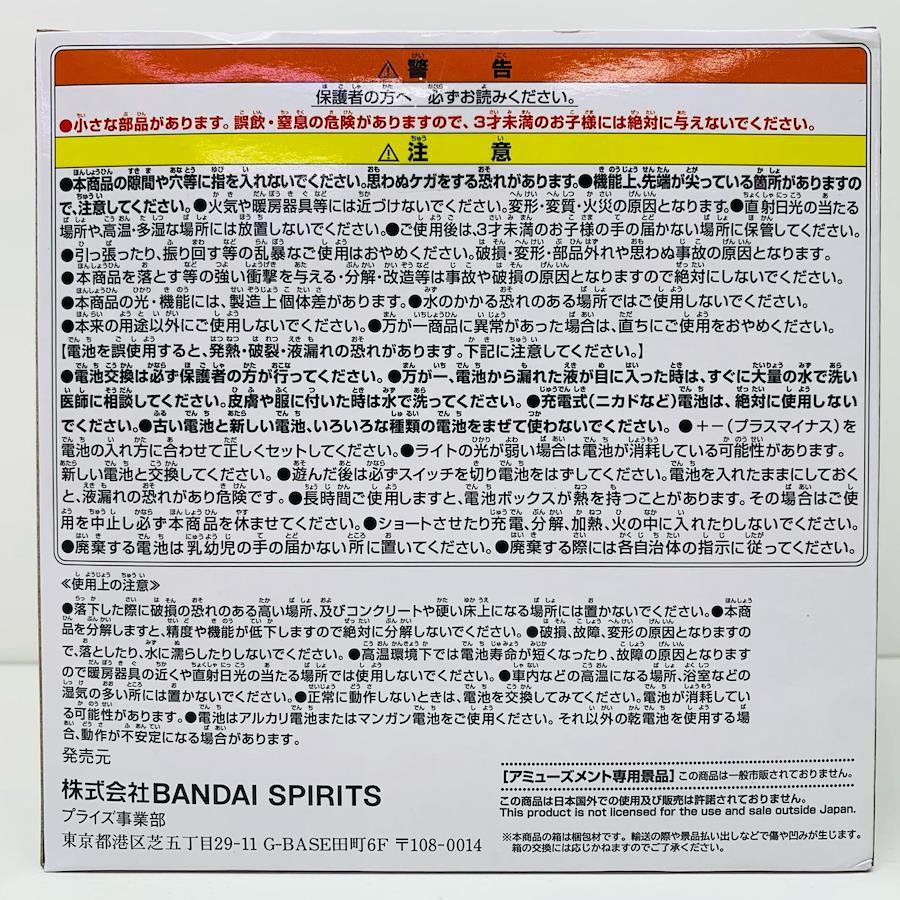 ⚠警告
保護者の方へ 必ずお読みください。
●小さな部品があります。誤飲・窒息の危険がありますので、3才未満のお子様には絶対に与えないでください。
⚠注意
●本商品の隙間や穴等に指を入れないでください。思わぬケガをする恐れがあります。●機能上、先端が尖っている箇所がありますの
で、注意してください。●火気や暖房器具等には近づけないでください。変形・変質・火災の原因となります。●直射日光の当たる
場所や、高温・多湿な場所には放置しないでください。●ご使用後は、3才未満のお子様の手の届かない場所に保管してください。
●引っ張ったり、振り回す等の乱暴なご使用はおやめください。破損・変形・部品外れや思わぬ事故の原因となります。
●本商品を落とす等の強い衝撃を与える・分解・改造等は事故や破損の原因となりますので絶対にしないでください。
●本商品の光・機能には、製造上個体差があります。●水のかかる恐れのある場所ではご使用しないでください。
●本来の用途以外にご使用しないでください。●万が一商品に異常があった場合は、直ちにご使用をおやめください。
【電池を誤使用すると、発熱・破裂・液漏れの恐れがあります。下記に注意してください。】
●電池交換は必ず保護者の方が行ってください。●万が一、電池から漏れた液が目に入った時は、すぐに大量の水で洗い
医師に相談してください。皮膚や服に付いた時は水で洗ってください。●充電式(ニカドなど)電池は、絶対に使用しない
でください。●古い電池と新しい電池、いろいろな種類の電池をまぜて使わないでください。●+-(プラスマイナス)を
電池の入れ方に合わせて正しくセットしてください。●ライトの光が弱い場合は電池が消耗している可能性があります。
新しい電池と交換してください。●遊んだ後は必ずスイッチを切り電池をはずしてください。電池を入れたままにしておく
と、液漏れの恐れがあり危険です。●長時間ご使用しますと、電池ボックスが熱を持つことがあります。その場合はご使
用を中止し必ず本商品を休ませてください。●ショートさせたり充電、分解、加熱、火の中に入れたりしないでください。
●廃棄する電池は乳幼児の手の届かない所に置いてください。●廃棄する際には各自治体の指示に従ってください。
≪使用上の注意≫
●落下した際に破損の恐れのある高い場所、及びコンクリートや硬い床上になる場所には置かないでください。●本商
品を分解しますと、精度や機能が低下しますので絶対に分解しないでください。●破損、故障、変形の原因となりますの
で、落としたり、水に濡らしたりしないでください。●高温環境下では電池寿命が短くなったり、故障の原因となります
ので暖房器具の近くや直射日光の当たる場所では使用しないでください。●車内などの高温になる場所、浴室などの
湿気の多い所には置かないでください。●正常に動作しないときは、電池を交換してみてください。電池が消耗してい
る可能性があります。●電池はアルカリ電池またはマンガン電池をご使用ください。それ以外の乾電池を使用する場
合、動作が不安定になる場合があります。
発売元
株式会社BANDAI SPIRITS
プライズ事業部
東京都港区芝五丁目29-11 G-BASE田町6F 〒108-0014
【アミューズメント専用景品】この商品は一般市販されておりません。
この商品は日本国外での使用及び販売は許諾されておりません。
This product is not licensed for the use and sale outside Japan.
※本商品の箱は梱包材です。輸送の際や景品払い出しなどで傷や凹みが生じます。
箱の交換には応じかねますのでご了承ください。